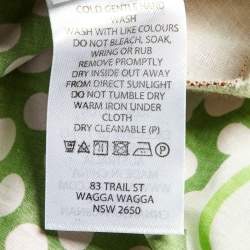 COLD GENTLE HAND
WASH
WASH WITH LIKE COLOURS
DO NOT BLEACH, SOAK,
WRING OR RUB
REMOVE PROMPTLY
DRY INSIDE OUT AWAY
FROM DIRECT SUNLIGHT
DO NOT TUMBLE DRY
WARM IRON UNDER
CLOTH
DRY CLEANABLE (P)
83 TRAIL ST.
WAGGA WAGGA
NSW 2650